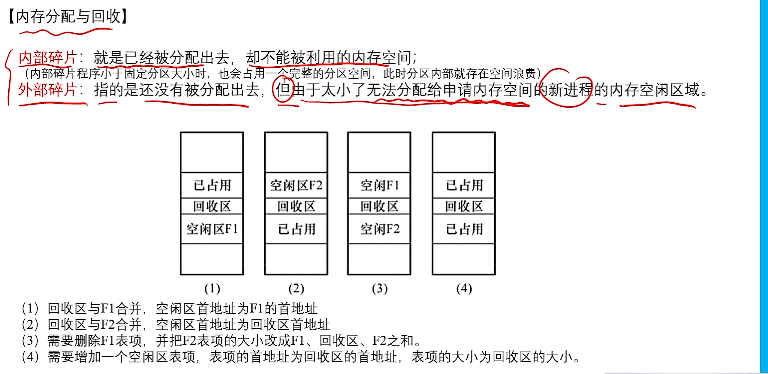 【内存分配与回收】
内部碎片：就是已经被分配出去，却不能被利用的内存空间；
（内部碎片程序小于固定分区大小时，也会占用一个完整的分区空间，此时分区内部就存在空间浪费）
外部碎片：指的是还没有被分配出去，但由于太小了无法分配给申请内存空间的新进程的内存空闲区域。
已占用 空闲区F2 空闲F1 已占用
回收区 回收区 回收区 回收区
空闲区F1 已占用 空闲F2 已占用
(1) (2) (3) (4)
（1）回收区与F1合并，空闲区首地址为F1的首地址
（2）回收区与F2合并，空闲区首地址为回收区首地址
（3）需要删除F1表项，并把F2表项的大小改成F1、回收区、F2之和。
（4）需要增加一个空闲区表项，表项的首地址为回收区的首地址，表项的大小为回收区的大小。